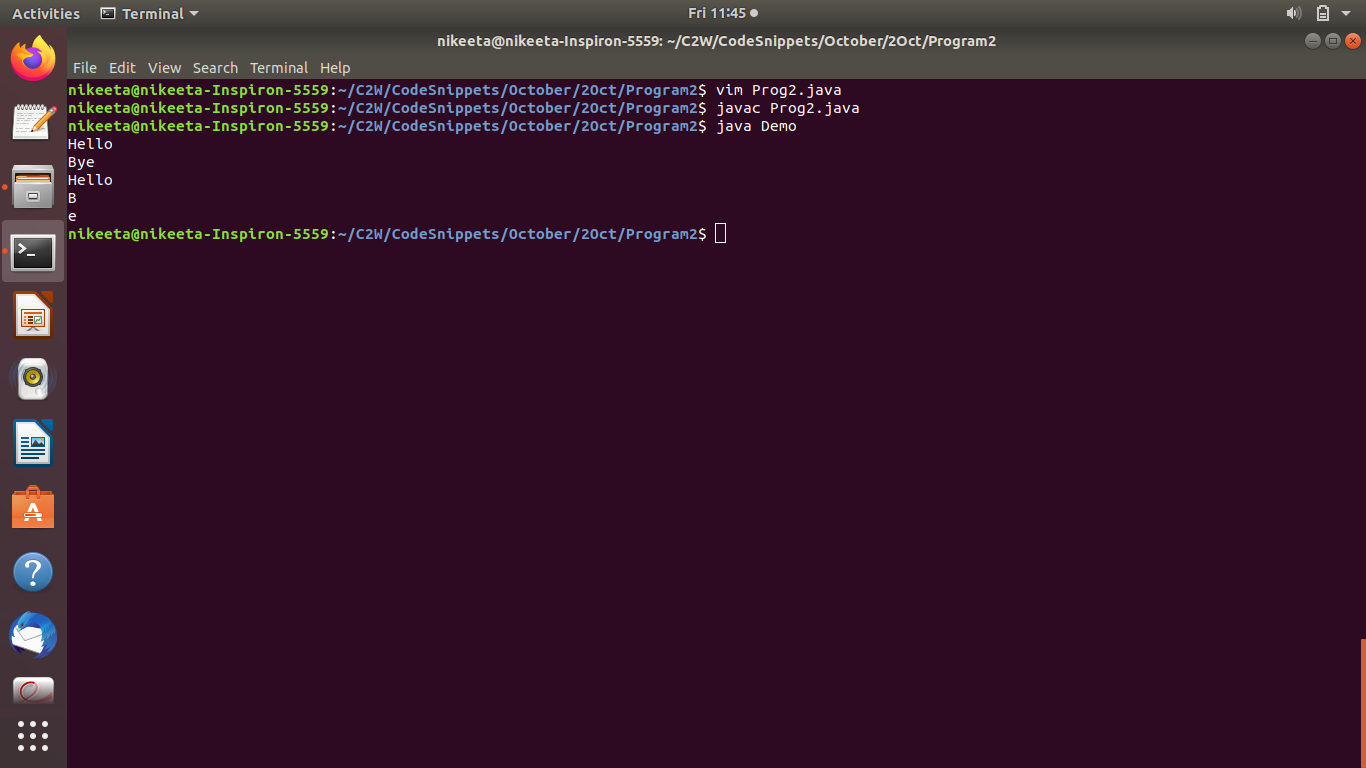 Activities Terminal Fri 11:45
nikeeta@nikeeta-Inspiron-5559: ~/C2W/CodeSnippets/October/2Oct/Program2
File Edit View Search Terminal Help
nikeeta@nikeeta-Inspiron-5559:~/C2W/CodeSnippets/October/2Oct/Program2$ vim Prog2.java
nikeeta@nikeeta-Inspiron-5559:~/C2W/CodeSnippets/October/2Oct/Program2$ javac Prog2.java
nikeeta@nikeeta-Inspiron-5559:~/C2W/CodeSnippets/October/2Oct/Program2$ java Demo
Hello
Bye
Hello
B
e
nikeeta@nikeeta-Inspiron-5559:~/C2W/CodeSnippets/October/2Oct/Program2$